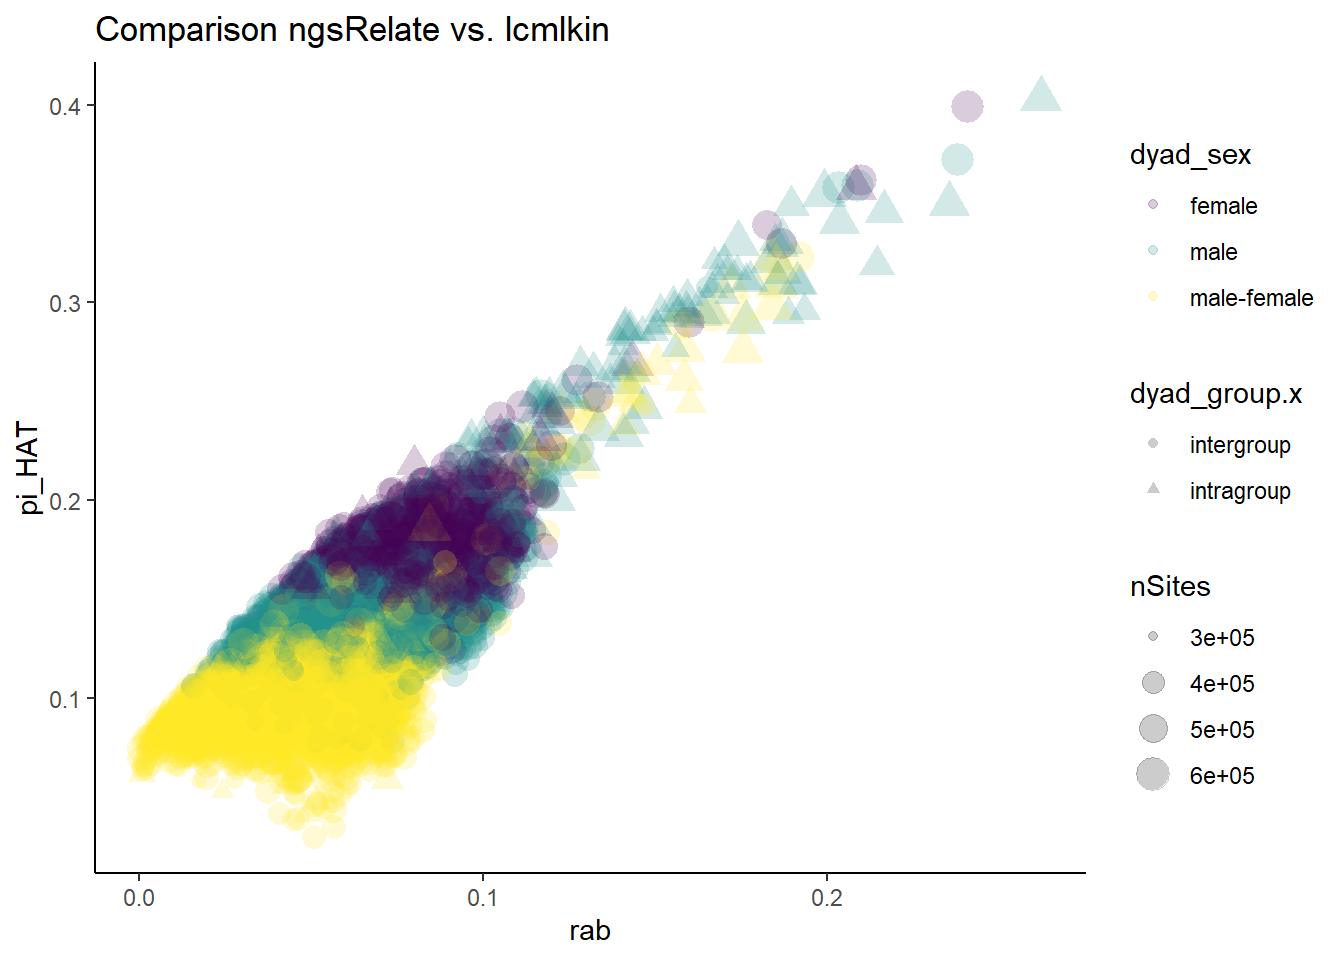 Comparison ngsRelate vs. lcmlkin
pi_HAT
0.4
0.3
0.2
0.1
0.0
0.1
0.2
rab
dyad_sex
female
male
male-female
dyad_group.x
intergroup
intragroup
nSites
3e+05
4e+05
5e+05
6e+05